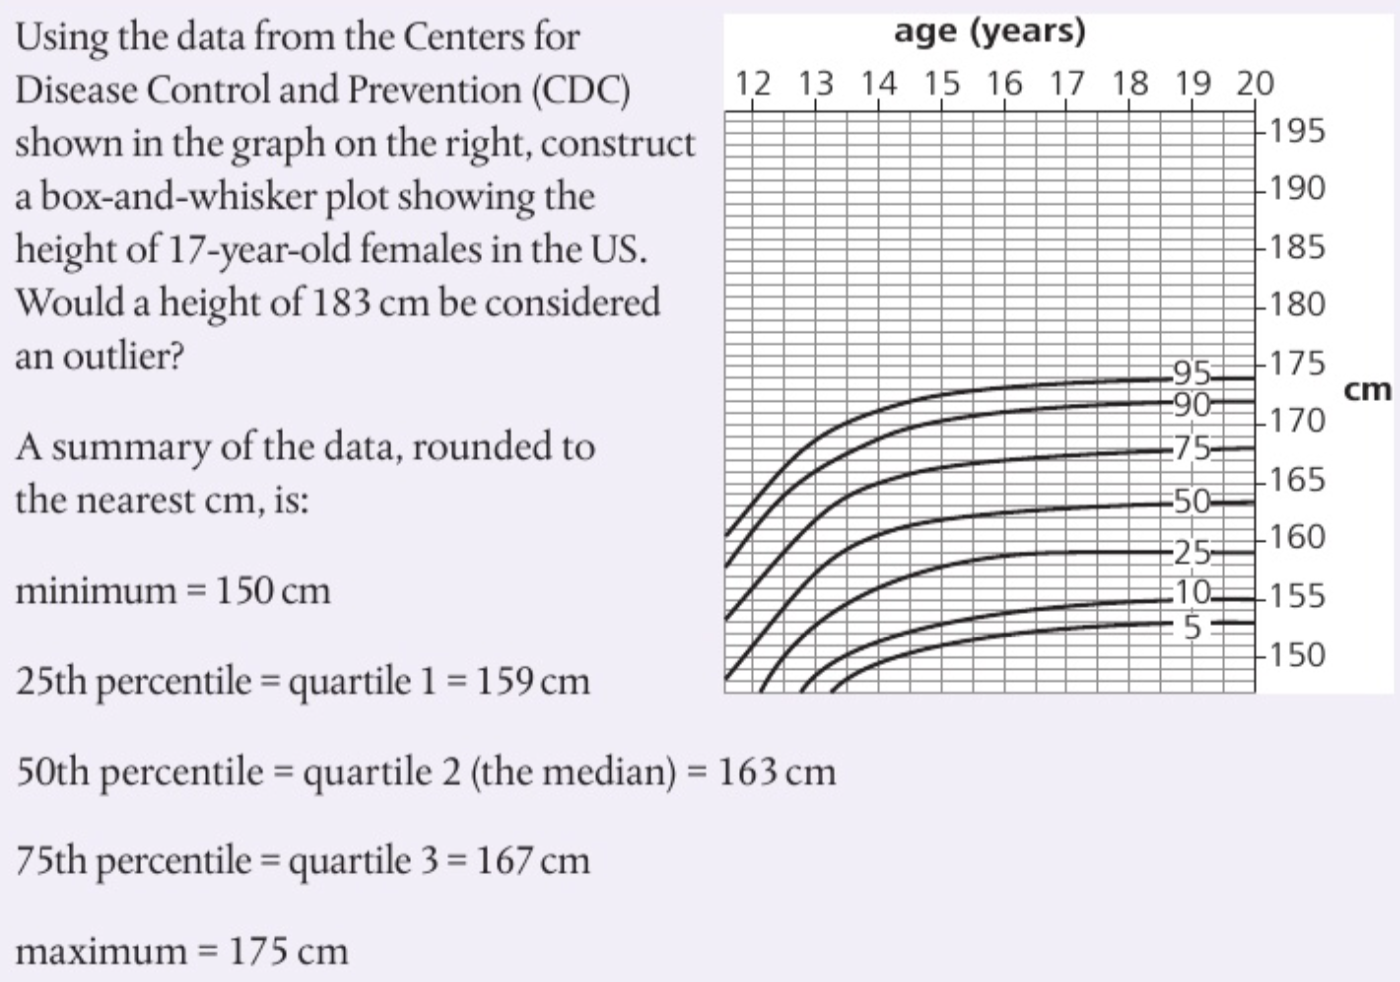 Using the data from the Centers for
Disease Control and Prevention (CDC)
shown in the graph on the right, construct
a box-and-whisker plot showing the
height of 17-year-old females in the US.
Would a height of 183 cm be considered
an outlier?
A summary of the data, rounded to
the nearest cm, is:
minimum = 150 cm
25th percentile = quartile 1 = 159 cm
50th percentile = quartile 2 (the median) = 163 cm
75th percentile = quartile 3 = 167 cm
maximum = 175 cm
age (years)
12 13 14 15 16 17 18 19 20
195
190
185
180
175
170
165
160
155
150
cm
95
90
75
50
25
10
5